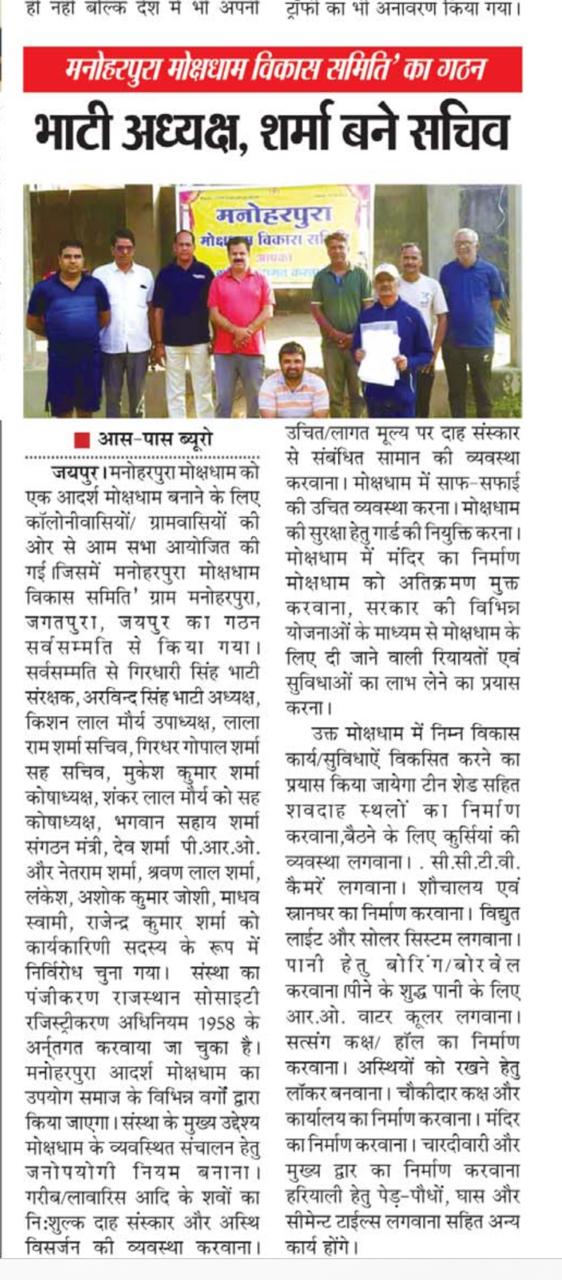 ही नहीं बल्कि देश में भी अपनी
ट्रॉफी का भी अनावरण किया गया।
मनोहरपुरा मोक्षधाम विकास समिति’ का गठन
भाटी अध्यक्ष, शर्मा बने सचिव
मनोहरपुरा
मोक्षधाम विकास समि
आपका
■ आस-पास ब्यूरो
जयपुर। मनोहरपुरा मोक्षधाम को
एक आदर्श मोक्षधाम बनाने के लिए
कॉलोनीवासियों/ ग्रामवासियों की
ओर से आम सभा आयोजित की
गई।जिसमें मनोहरपुरा मोक्षधाम
विकास समिति' ग्राम मनोहरपुरा,
जगतपुरा, जयपुर का गठन
सर्वसम्मति से किया गया।
सर्वसम्मति से गिरधारी सिंह भाटी
संरक्षक, अरविन्द सिंह भाटी अध्यक्ष,
किशन लाल मौर्य उपाध्यक्ष, लाला
राम शर्मा सचिव, गिरधर गोपाल शर्मा
सह सचिव, मुकेश कुमार शर्मा
कोषाध्यक्ष, शंकर लाल मौर्य को सह
कोषाध्यक्ष, भगवान सहाय शर्मा
संगठन मंत्री, देव शर्मा पी.आर.ओ.
और नेतराम शर्मा, श्रवण लाल शर्मा,
लंकेश, अशोक कुमार जोशी, माधव
स्वामी, राजेन्द्र कुमार शर्मा को
कार्यकारिणी सदस्य के रूप में
निर्विरोध चुना गया। संस्था का
पंजीकरण राजस्थान सोसाइटी
रजिस्ट्रीकरण अधिनियम 1958 के
अर्न्तगत करवाया जा चुका है।
मनोहरपुरा आदर्श मोक्षधाम का
उपयोग समाज के विभिन्न वर्गों द्वारा
किया जाएगा। संस्था के मुख्य उद्देश्य
मोक्षधाम के व्यवस्थित संचालन हेतु
जनोपयोगी नियम बनाना।
गरीब/लावारिस आदि के शवों का
नि:शुल्क दाह संस्कार और अस्थि
विसर्जन की व्यवस्था करवाना।
उचित/लागत मूल्य पर दाह संस्कार
से संबंधित सामान की व्यवस्था
करवाना। मोक्षधाम में साफ-सफाई
की उचित व्यवस्था करना। मोक्षधाम
की सुरक्षा हेतु गार्ड की नियुक्ति करना।
मोक्षधाम में मंदिर का निर्माण
मोक्षधाम को अतिक्रमण मुक्त
करवाना, सरकार की विभिन्न
योजनाओं के माध्यम से मोक्षधाम के
लिए दी जाने वाली रियायतों एवं
सुविधाओं का लाभ लेने का प्रयास
करना।
उक्त मोक्षधाम में निम्न विकास
कार्य/सुविधाऐं विकसित करने का
प्रयास किया जायेगा टीन शेड सहित
शवदाह स्थलों का निर्माण
करवाना,बैठने के लिए कुर्सियों की
व्यवस्था लगवाना। . सी.सी.टी.वी.
कैमरें लगवाना। शौचालय एवं
स्नानघर का निर्माण करवाना। विद्युत
लाईट और सोलर सिस्टम लगवाना।
पानी हेतु बोरिंग/बोरवेल
करवाना।पीने के शुद्ध पानी के लिए
आर.ओ. वाटर कूलर लगवाना।
सत्संग कक्ष/ हॉल का निर्माण
करवाना। अस्थियों को रखने हेतु
लॉकर बनवाना। चौकीदार कक्ष और
कार्यालय का निर्माण करवाना। मंदिर
का निर्माण करवाना। चारदीवारी और
मुख्य द्वार का निर्माण करवाना
हरियाली हेतु पेड़-पौधों, घास और
सीमेन्ट टाईल्स लगवाना सहित अन्य
कार्य होंगे।